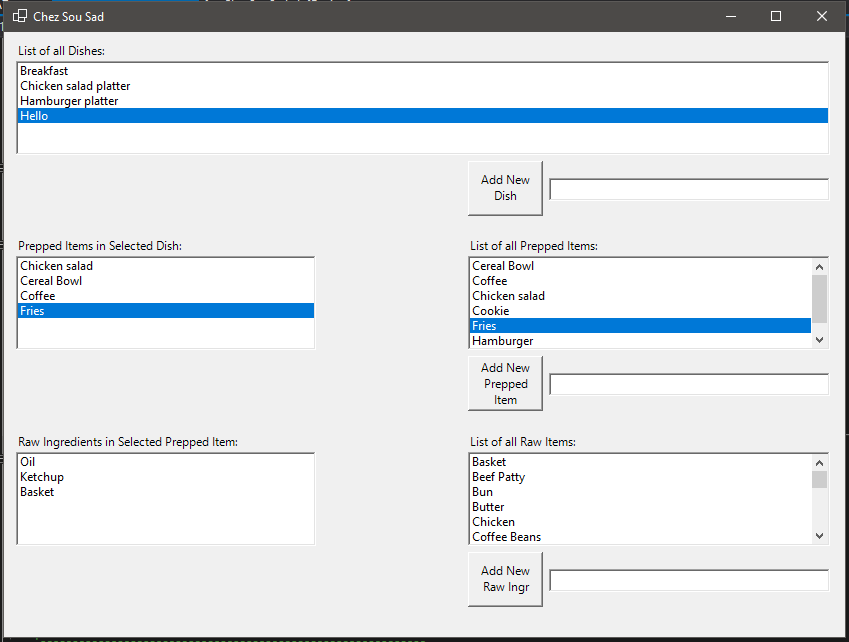 Chez Sou Sad
List of all Dishes:
Breakfast
Chicken salad platter
Hamburger platter
Hello
Add New
Dish
Prepped Items in Selected Dish:
Chicken salad
Cereal Bowl
Coffee
Fries
List of all Prepped Items:
Cereal Bowl
Coffee
Chicken salad
Cookie
Fries
Hamburger
Add New
Prepped
Item
Raw Ingredients in Selected Prepped Item:
Oil
Ketchup
Basket
List of all Raw Items:
Basket
Beef Patty
Bun
Butter
Chicken
Coffee Beans
Add New
Raw Ingr